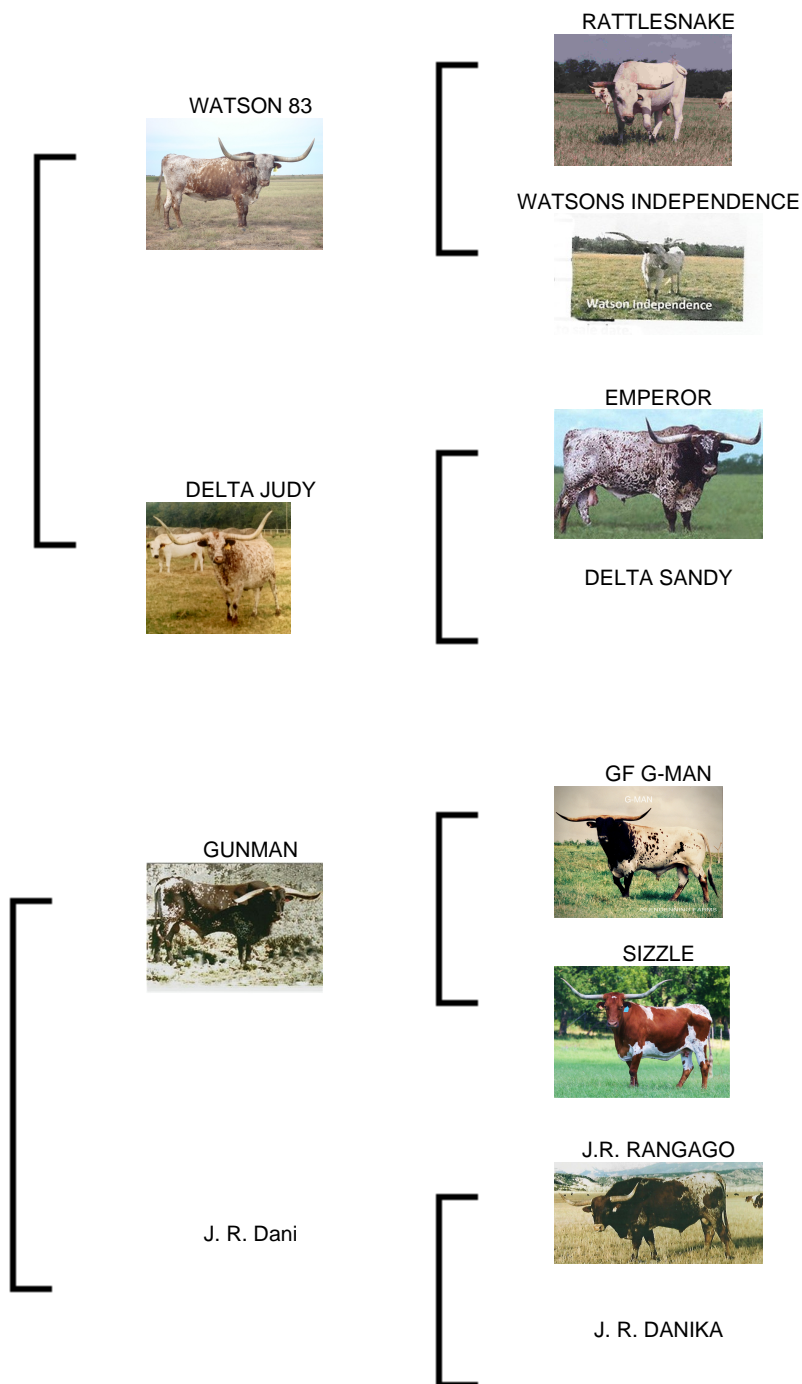 RATTLESNAKE
WATSON 83
WATSONS INDEPENDENCE
Watson Independence
EMPEROR
DELTA JUDY
DELTA SANDY
GF G-MAN
G-MAN
GUNMAN
SIZZLE
J.R. RANGAGO
J. R. Dani
J. R. DANIKA